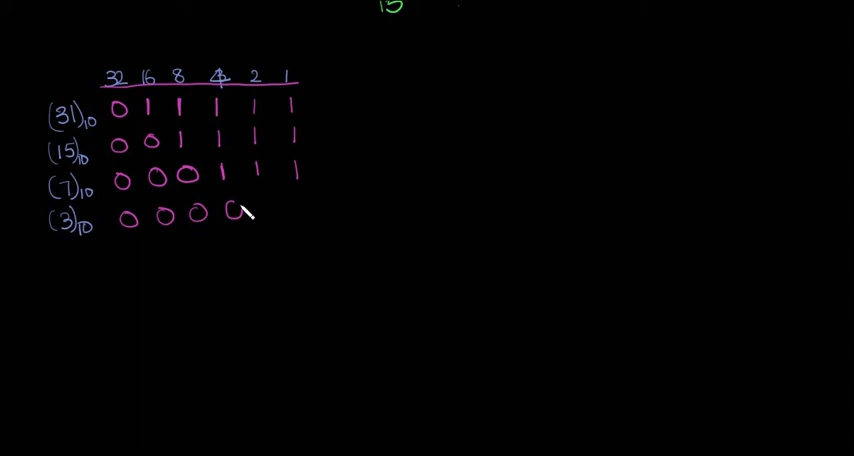 15
32 16 8 4 2 1
(31)10 0 1 1 1 1 1
(15)10 0 0 1 1 1 1
(7)10 0 0 0 1 1 1
(3)10 0 0 0 0